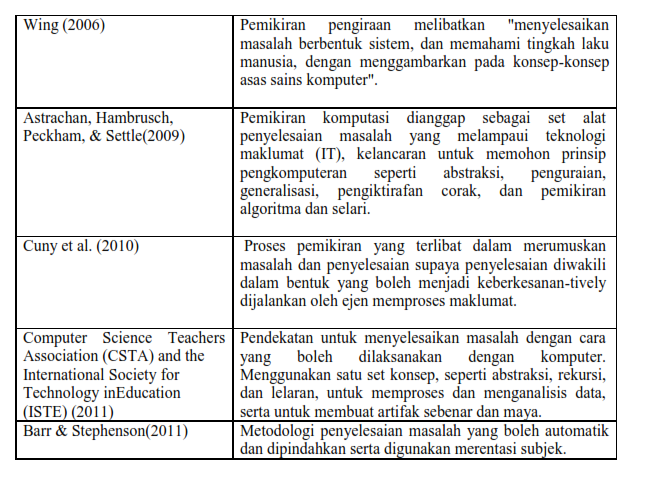 Wing (2006)
Pemikiran pengiraan melibatkan "menyelesaikan
masalah berbentuk sistem, dan memahami tingkah laku
manusia, dengan menggambarkan pada konsep-konsep
asas sains komputer".
Astrachan, Hambrusch,
Peckham, & Settle(2009)
Pemikiran komputasi dianggap sebagai set alat
penyelesaian masalah yang melampaui teknologi
maklumat (IT), kelancaran untuk memohon prinsip
pengkomputeran seperti abstraksi, penguraian,
generalisasi, pengiktirafan corak, dan pemikiran
algoritma dan selari.
Cuny et al. (2010)
Proses pemikiran yang terlibat dalam merumuskan
masalah dan penyelesaian supaya penyelesaian diwakili
dalam bentuk yang boleh menjadi keberkesanan-tively
dijalankan oleh ejen memproses maklumat.
Computer Science Teachers
Association (CSTA) and the
International Society for
Technology inEducation
(ISTE) (2011)
Pendekatan untuk menyelesaikan masalah dengan cara
yang boleh dilaksanakan dengan komputer.
Menggunakan satu set konsep, seperti abstraksi, rekursi,
dan lelaran, untuk memproses dan menganalisis data,
serta untuk membuat artifak sebenar dan maya.
Barr & Stephenson(2011)
Metodologi penyelesaian masalah yang boleh automatik
dan dipindahkan serta digunakan merentasi subjek.